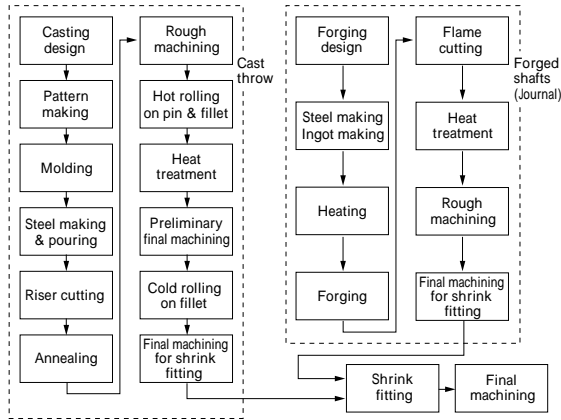 Casting
design
Pattern
making
Molding
Steel making
& pouring
Riser cutting
Annealing
Rough
machining
Hot rolling
on pin & fillet
Heat
treatment
Preliminary
final machining
Cold rolling
on fillet
Final machining
for shrink
fitting
Cast
throw
Forging
design
Steel making
Ingot making
Heating
Forging
Flame
cutting
Heat
treatment
Rough
machining
Final machining
for shrink
fitting
Forged
shafts
(Journal)
Shrink
fitting
Final
machining